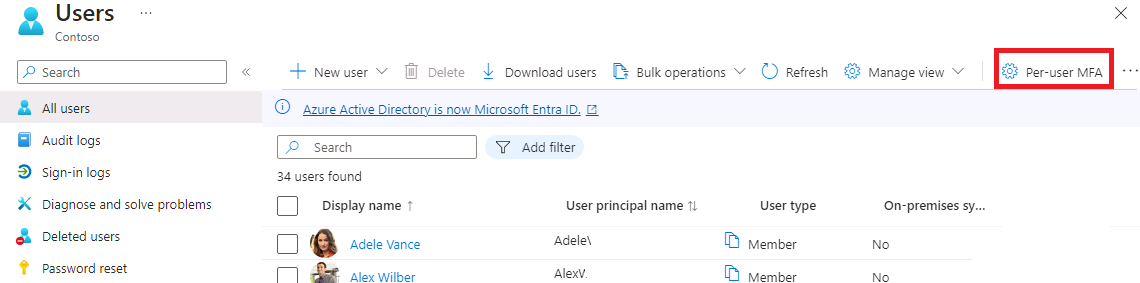 Users
Contoso
Search
New user
Delete
Download users
Bulk operations
Refresh
Manage view
Per-user MFA
All users
Audit logs
Sign-in logs
Diagnose and solve problems
Deleted users
Password reset
Azure Active Directory is now Microsoft Entra ID.
Search
Add filter
34 users found
Display name ↑ User principal name ↑↓ User type On-premises sy...
Adele Vance Adele\ Member No
Alex Wilber AlexV. Member No